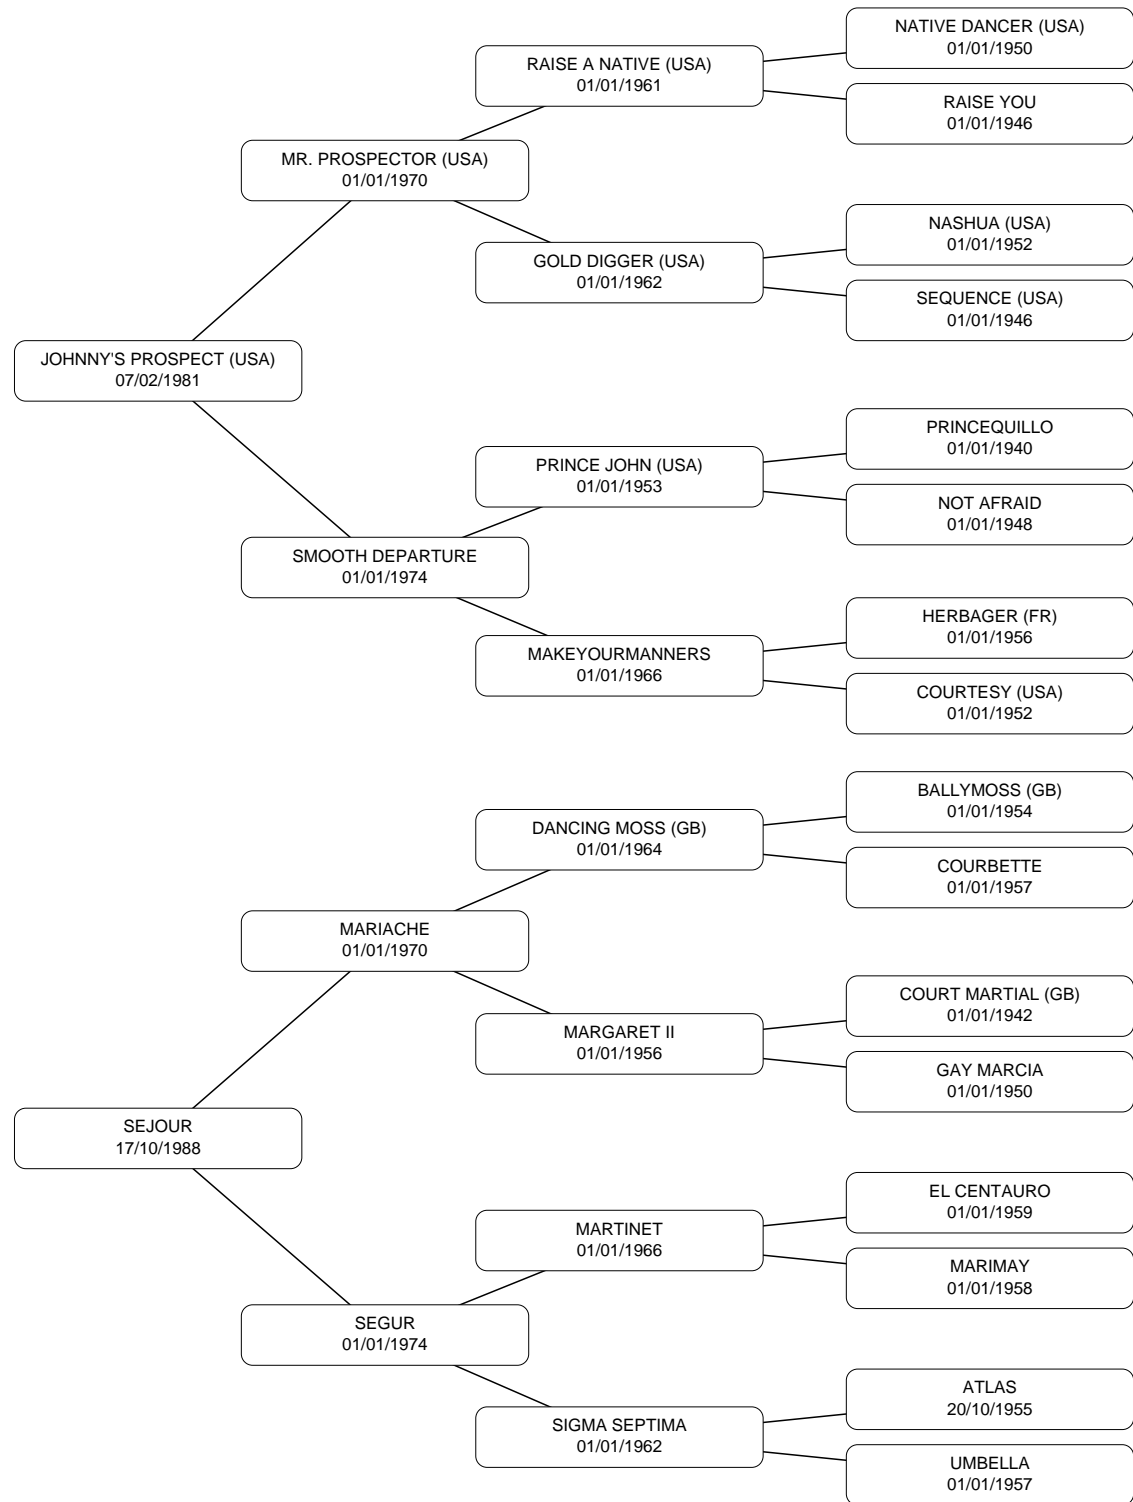 NATIVE DANCER (USA)
01/01/1950
RAISE A NATIVE (USA)
01/01/1961
RAISE YOU
01/01/1946
MR. PROSPECTOR (USA)
01/01/1970
NASHUA (USA)
01/01/1952
GOLD DIGGER (USA)
01/01/1962
SEQUENCE (USA)
01/01/1946
JOHNNY'S PROSPECT (USA)
07/02/1981
PRINCEQUILLO
01/01/1940
PRINCE JOHN (USA)
01/01/1953
NOT AFRAID
01/01/1948
SMOOTH DEPARTURE
01/01/1974
HERBAGER (FR)
01/01/1956
MAKEYOURMANNERS
01/01/1966
COURTESY (USA)
01/01/1952
BALLYMOSS (GB)
01/01/1954
DANCING MOSS (GB)
01/01/1964
COURBETTE
01/01/1957
MARIACHE
01/01/1970
COURT MARTIAL (GB)
01/01/1942
MARGARET II
01/01/1956
GAY MARCIA
01/01/1950
SEJOUR
17/10/1988
EL CENTAURO
01/01/1959
MARTINET
01/01/1966
MARIMAY
01/01/1958
SEGUR
01/01/1974
ATLAS
20/10/1955
SIGMA SEPTIMA
01/01/1962
UMBELLA
01/01/1957